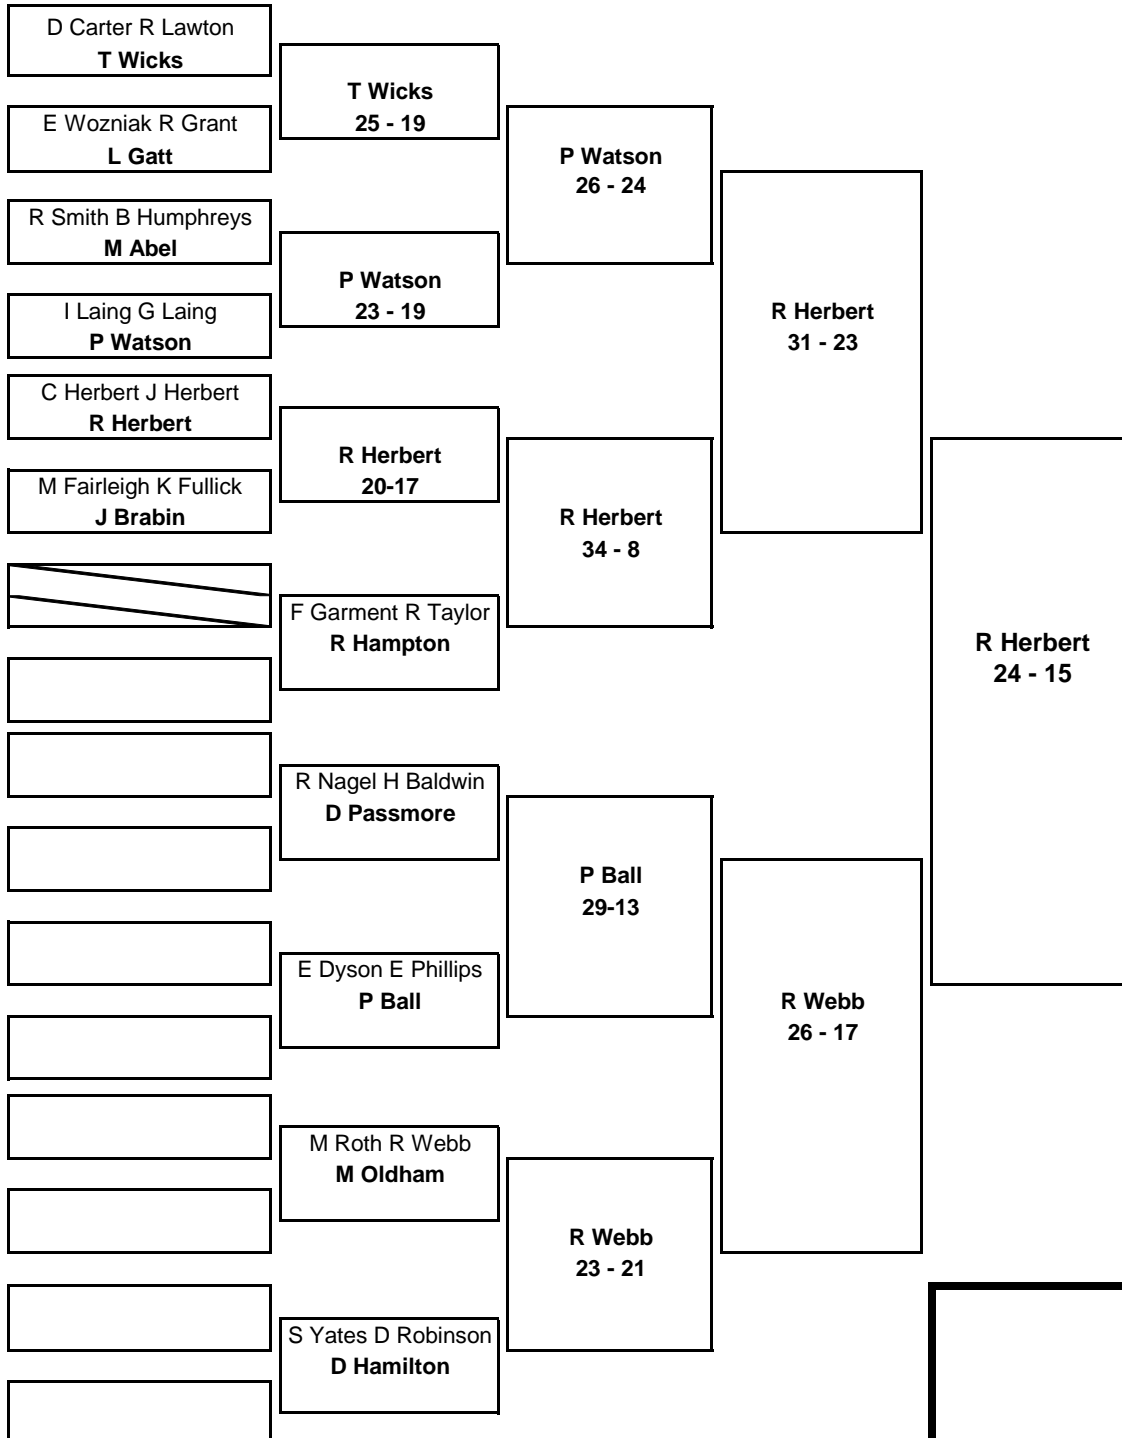 D Carter R Lawton
T Wicks
E Wozniak R Grant
L Gatt
R Smith B Humphreys
M Abel
I Laing G Laing
P Watson
C Herbert J Herbert
R Herbert
M Fairleigh K Fullick
J Brabin
T Wicks
25 - 19
P Watson
23 - 19
R Herbert
20-17
F Garment R Taylor
R Hampton
R Nagel H Baldwin
D Passmore
E Dyson E Phillips
P Ball
M Roth R Webb
M Oldham
S Yates D Robinson
D Hamilton
P Watson
26 - 24
R Herbert
34 - 8
P Ball
29-13
R Webb
23 - 21
R Herbert
31 - 23
R Webb
26 - 17
R Herbert
24 - 15